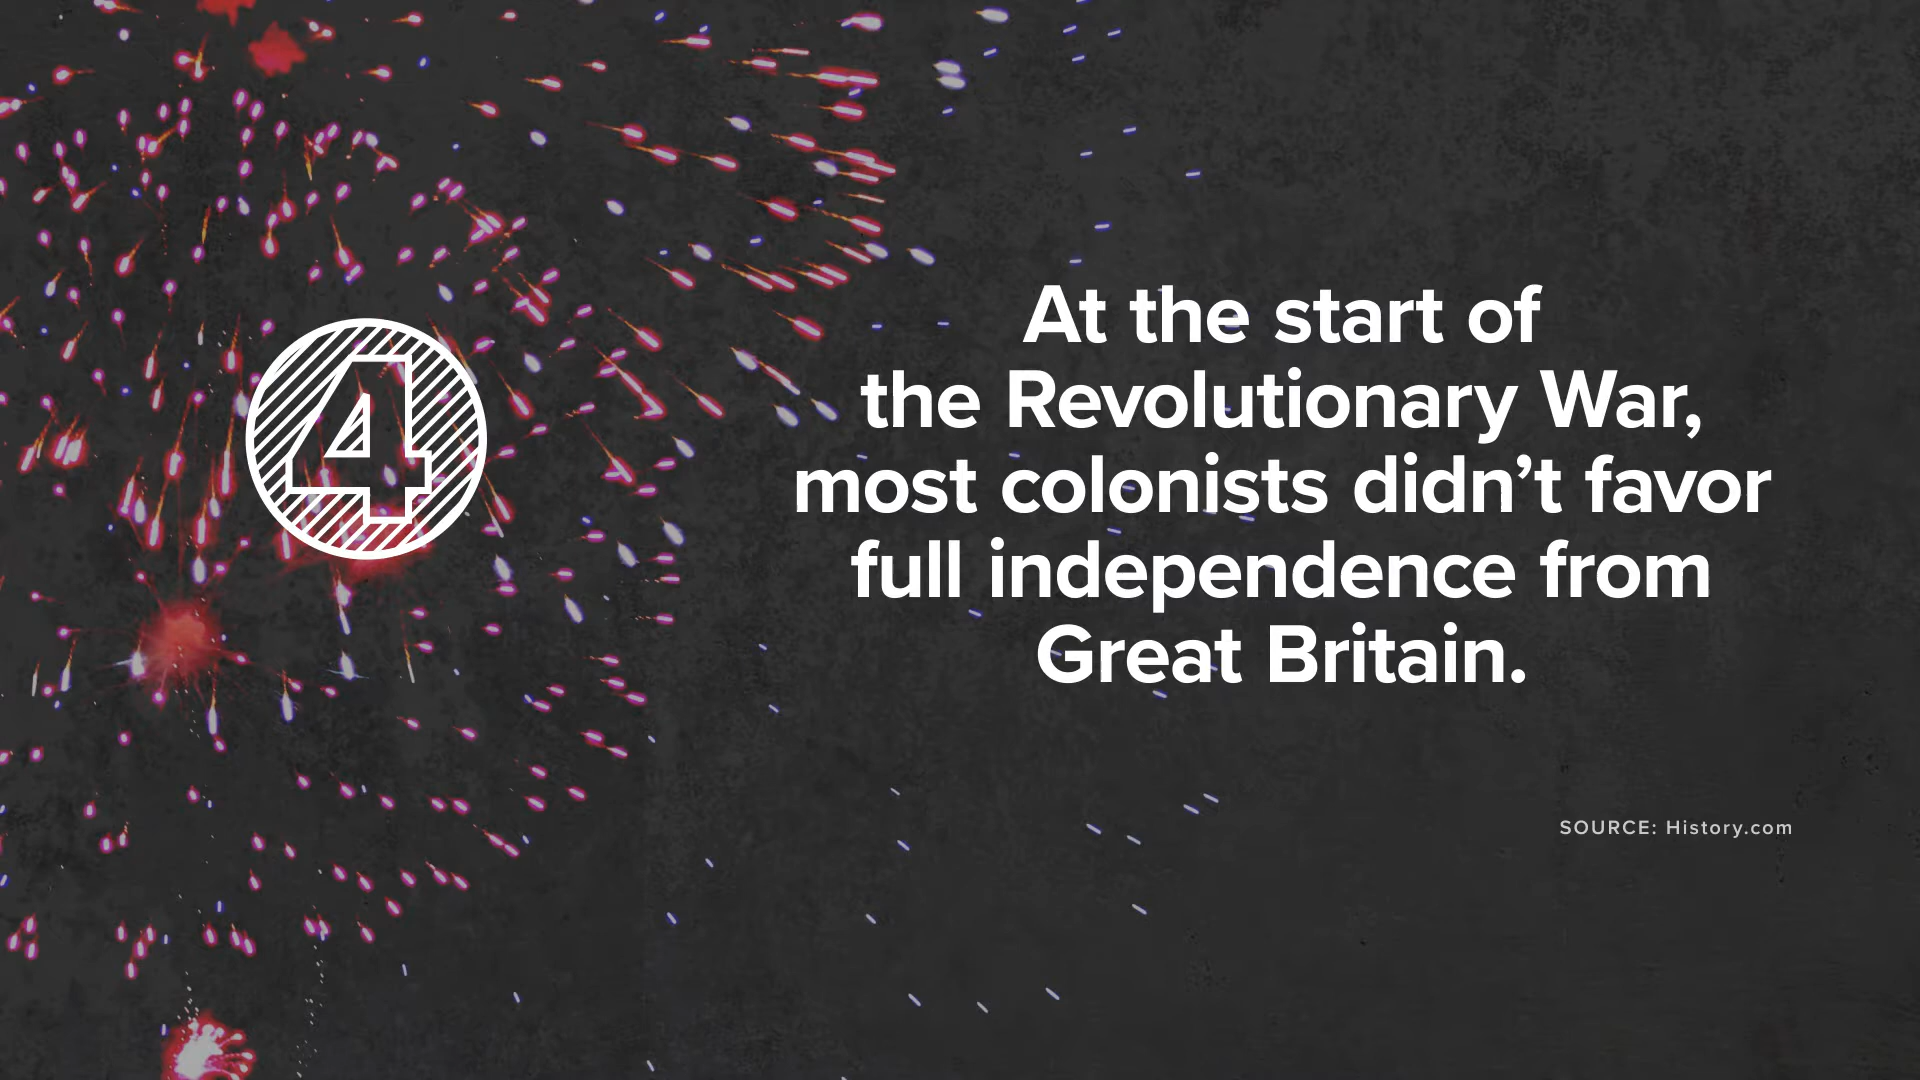 4
At the start of
the Revolutionary War,
most colonists didn’t favor
full independence from
Great Britain.
SOURCE: History.com